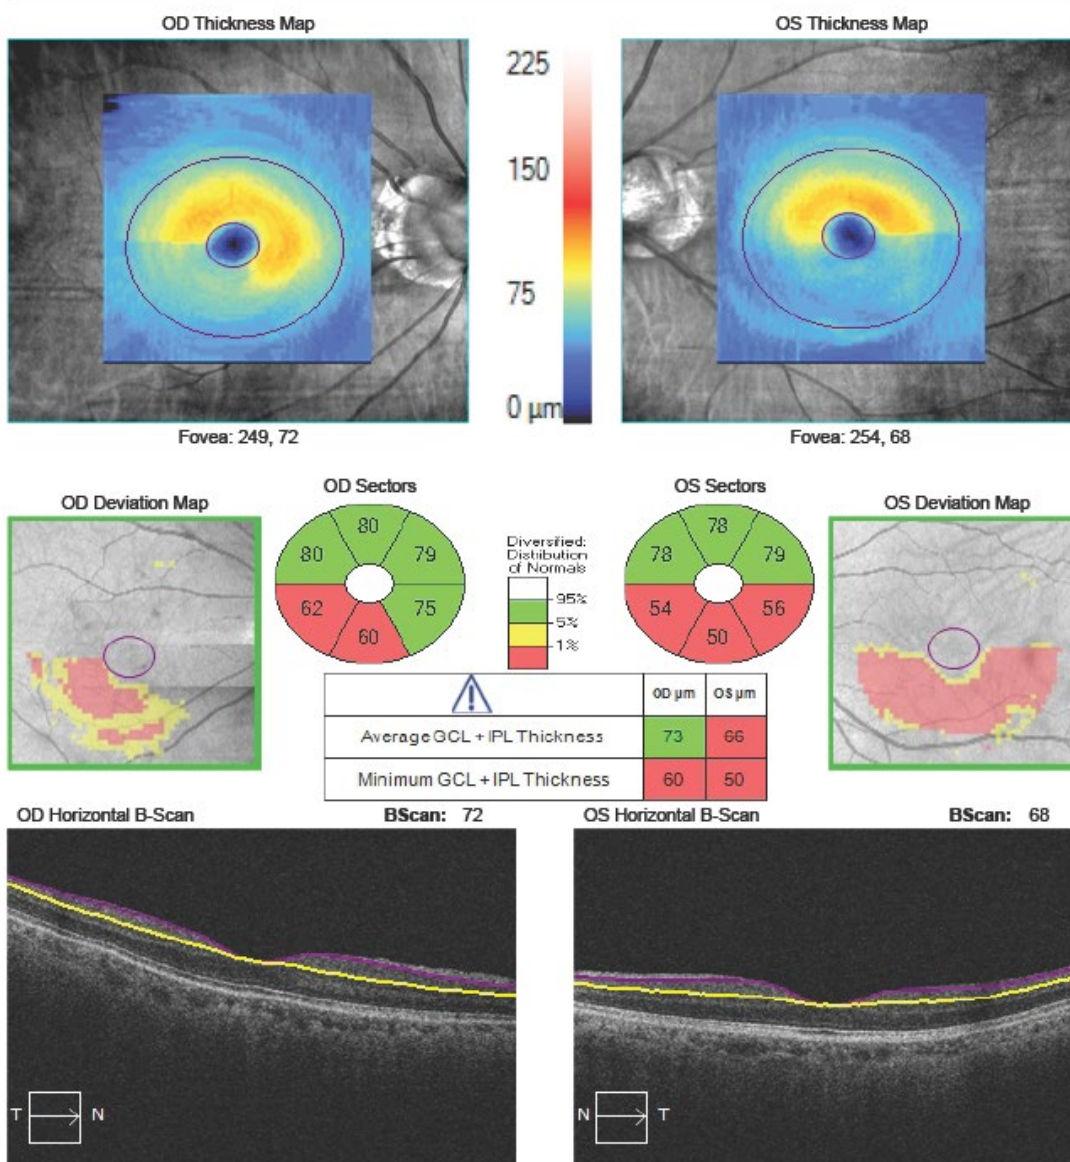 OD Thickness Map
OS Thickness Map
225
150
75
0 µm
Fovea: 249, 72
Fovea: 254, 68
OD Deviation Map
OD Sectors
OS Sectors
OS Deviation Map
80
80
79
62
75
60
Diversified:
Distribution
of Normals
95%
5%
1%
78
78
79
54
56
50
OD µm
OS µm
Average GCL + IPL Thickness
73
66
Minimum GCL + IPL Thickness
60
50
OD Horizontal B-Scan
BScan: 72
OS Horizontal B-Scan
BScan: 68
T
N
N
T